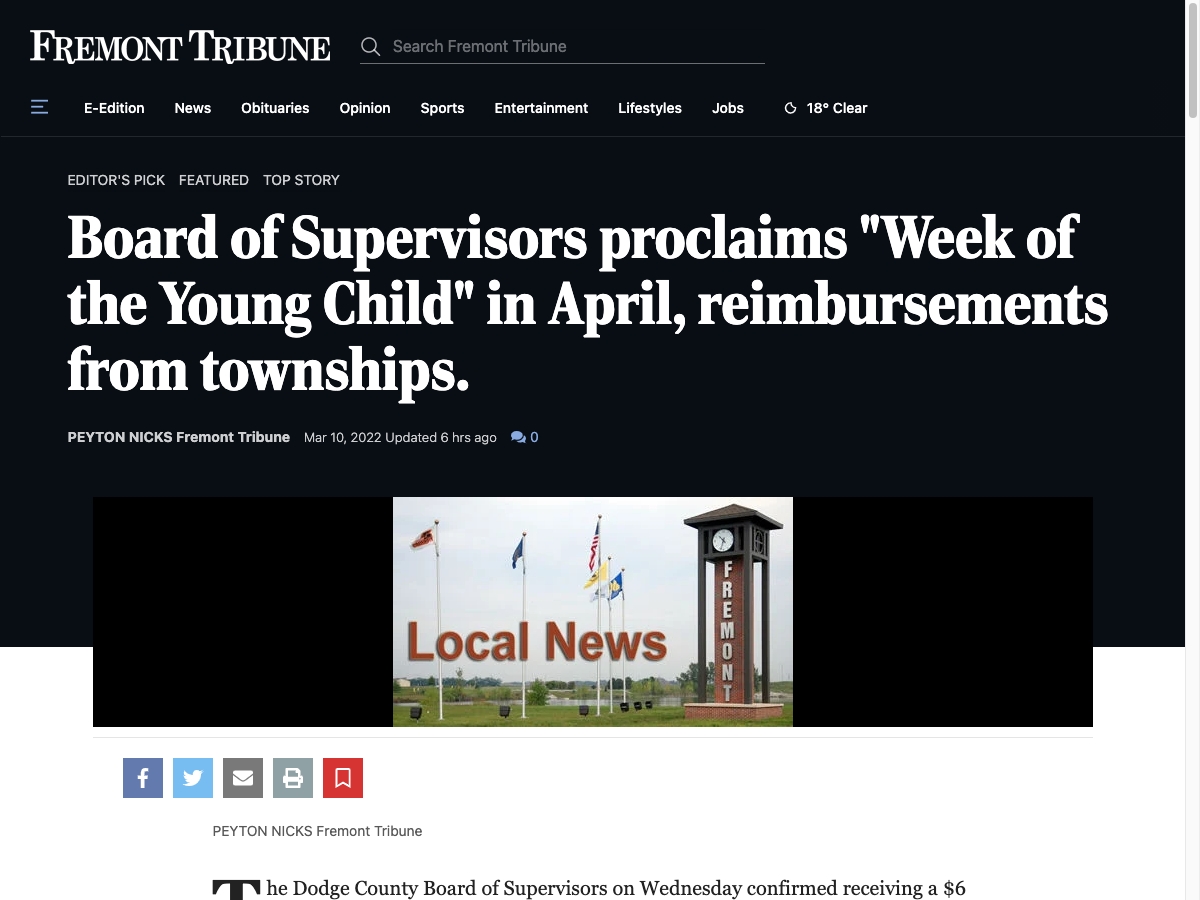 FREMONT TRIBUNE
Search Fremont Tribune
E-Edition News Obituaries Opinion Sports Entertainment Lifestyles Jobs 18° Clear
EDITOR'S PICK FEATURED TOP STORY
Board of Supervisors proclaims "Week of
the Young Child" in April, reimbursements
from townships.
PEYTON NICKS Fremont Tribune Mar 10, 2022 Updated 6 hrs ago 0
FREMONT
Local News
PEYTON NICKS Fremont Tribune
The Dodge County Board of Supervisors on Wednesday confirmed receiving a $6